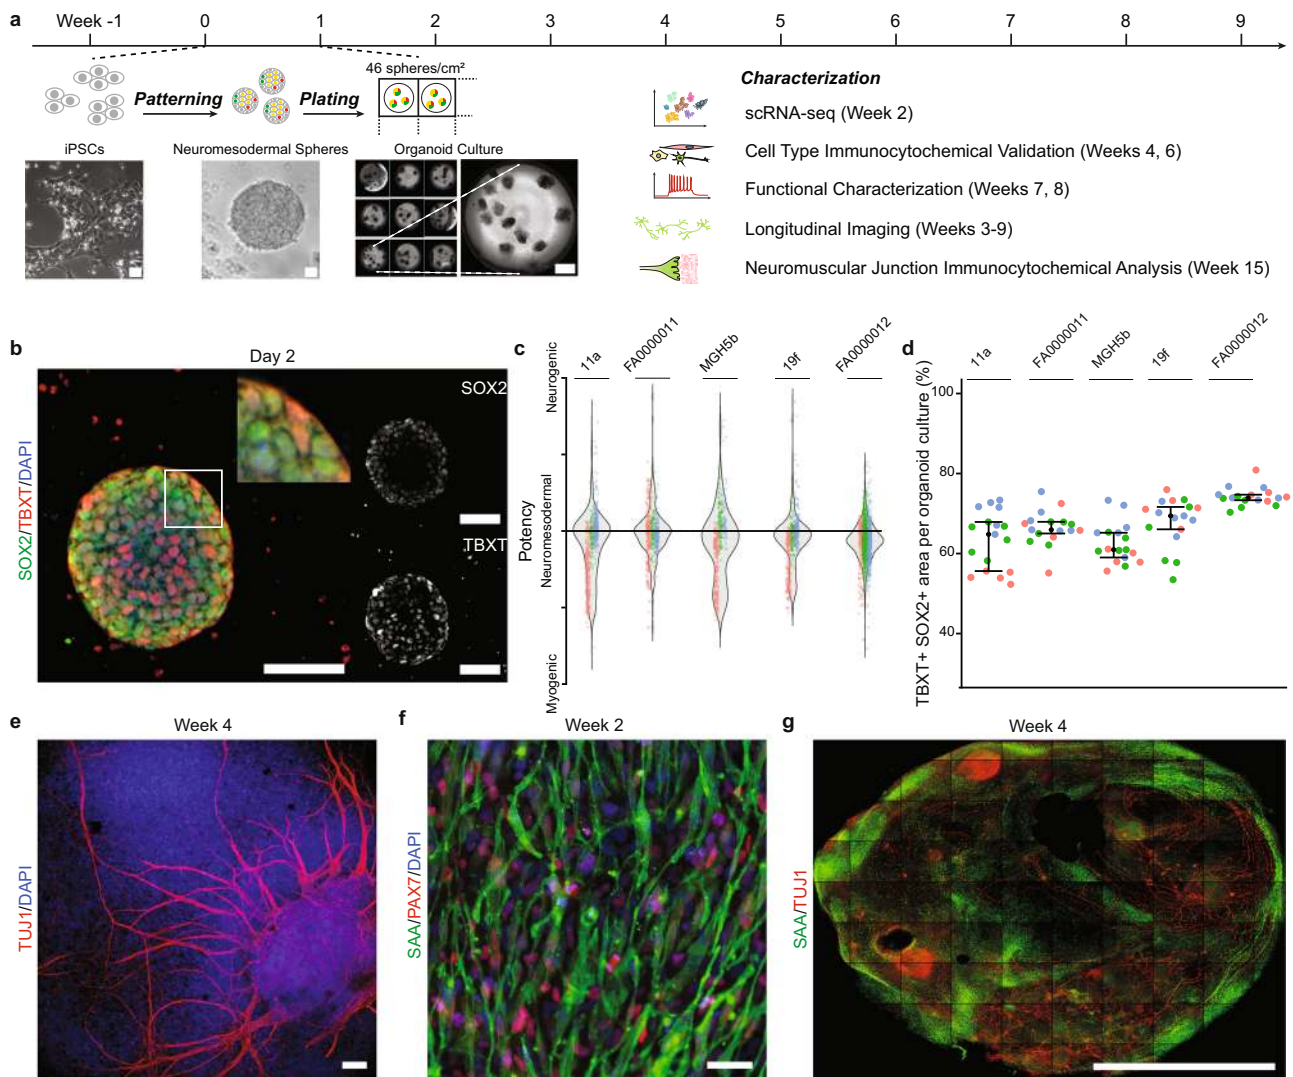 a
Week -1 0 1 2 3 4 5 6 7 8 9
46 spheres/cm²
Patterning Plating
iPSCs Neuromesodermal Spheres Organoid Culture
Characterization
scRNA-seq (Week 2)
Cell Type Immunocytochemical Validation (Weeks 4, 6)
Functional Characterization (Weeks 7, 8)
Longitudinal Imaging (Weeks 3-9)
Neuromuscular Junction Immunocytochemical Analysis (Week 15)
b
Day 2
SOX2/TBXT/DAPI
SOX2
TBXT
c
11a FA0000011 MGH5b 19f FA0000012
Potency
Neurogenic
Neuromesodermal
Myogenic
d
11a FA0000011 MGH5b 19f FA0000012
TBXT+ SOX2+ area per organoid culture (%)
100
80
60
40
e
Week 4
TUJ1/DAPI
f
Week 2
SAA/PAX7/DAPI
g
Week 4
SAA/TUJ1